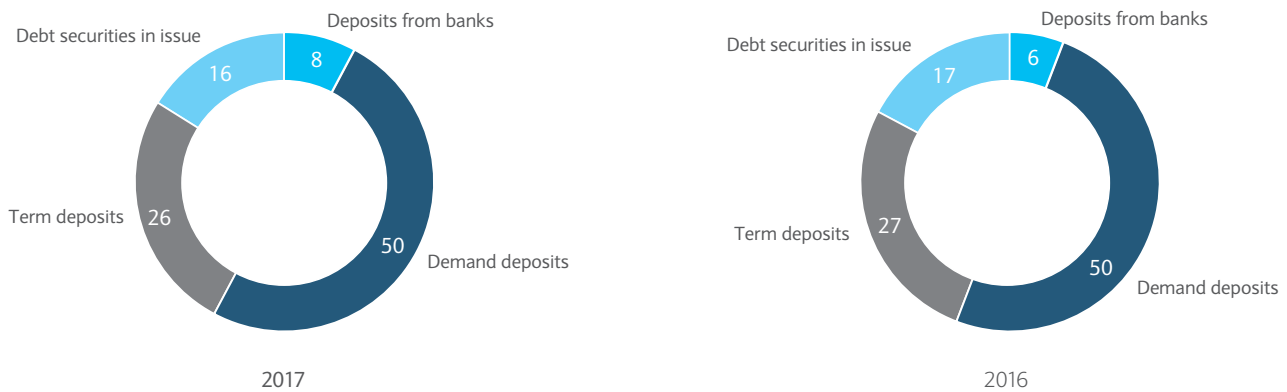 Deposits from banks
Debt securities in issue
8
16
Term deposits
26
50
Demand deposits
2017
Deposits from banks
Debt securities in issue
6
17
Term deposits
27
50
Demand deposits
2016